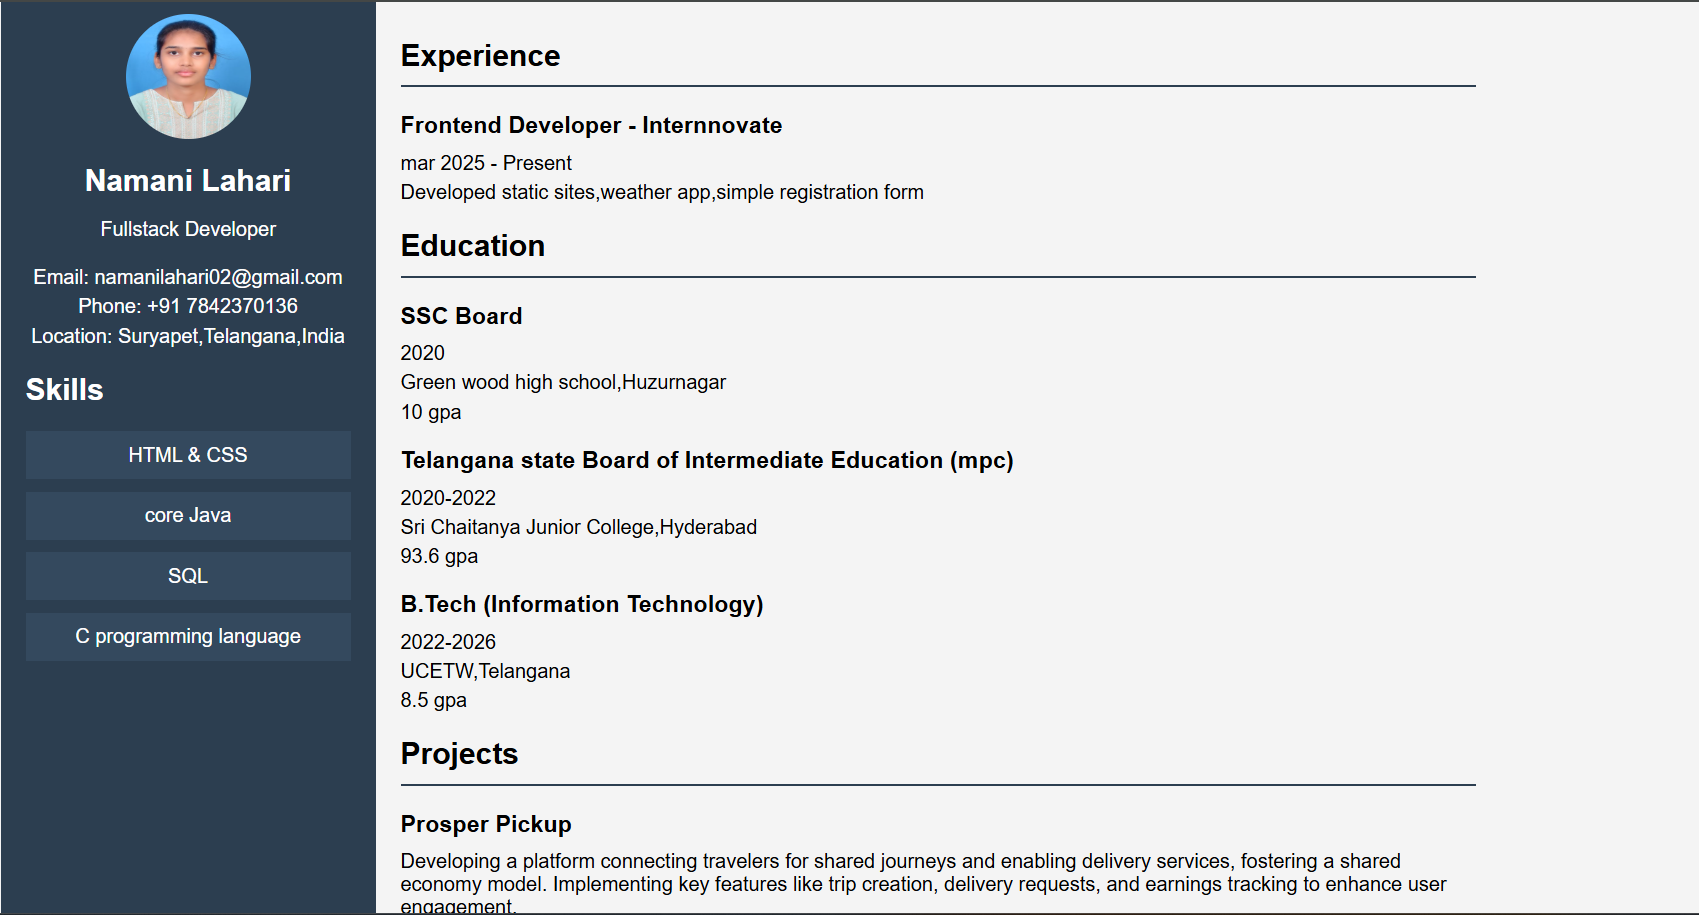 Namani Lahari
Fullstack Developer
Email: namanilahari02@gmail.com
Phone: +91 7842370136
Location: Suryapet,Telangana,India
Skills
HTML & CSS
core Java
SQL
C programming language
Experience
Frontend Developer - Internnovate
mar 2025 - Present
Developed static sites,weather app,simple registration form
Education
SSC Board
2020
Green wood high school,Huzurnagar
10 gpa
Telangana state Board of Intermediate Education (mpc)
2020-2022
Sri Chaitanya Junior College,Hyderabad
93.6 gpa
B.Tech (Information Technology)
2022-2026
UCETW,Telangana
8.5 gpa
Projects
Prosper Pickup
Developing a platform connecting travelers for shared journeys and enabling delivery services, fostering a shared
economy model. Implementing key features like trip creation, delivery requests, and earnings tracking to enhance user
engagement.